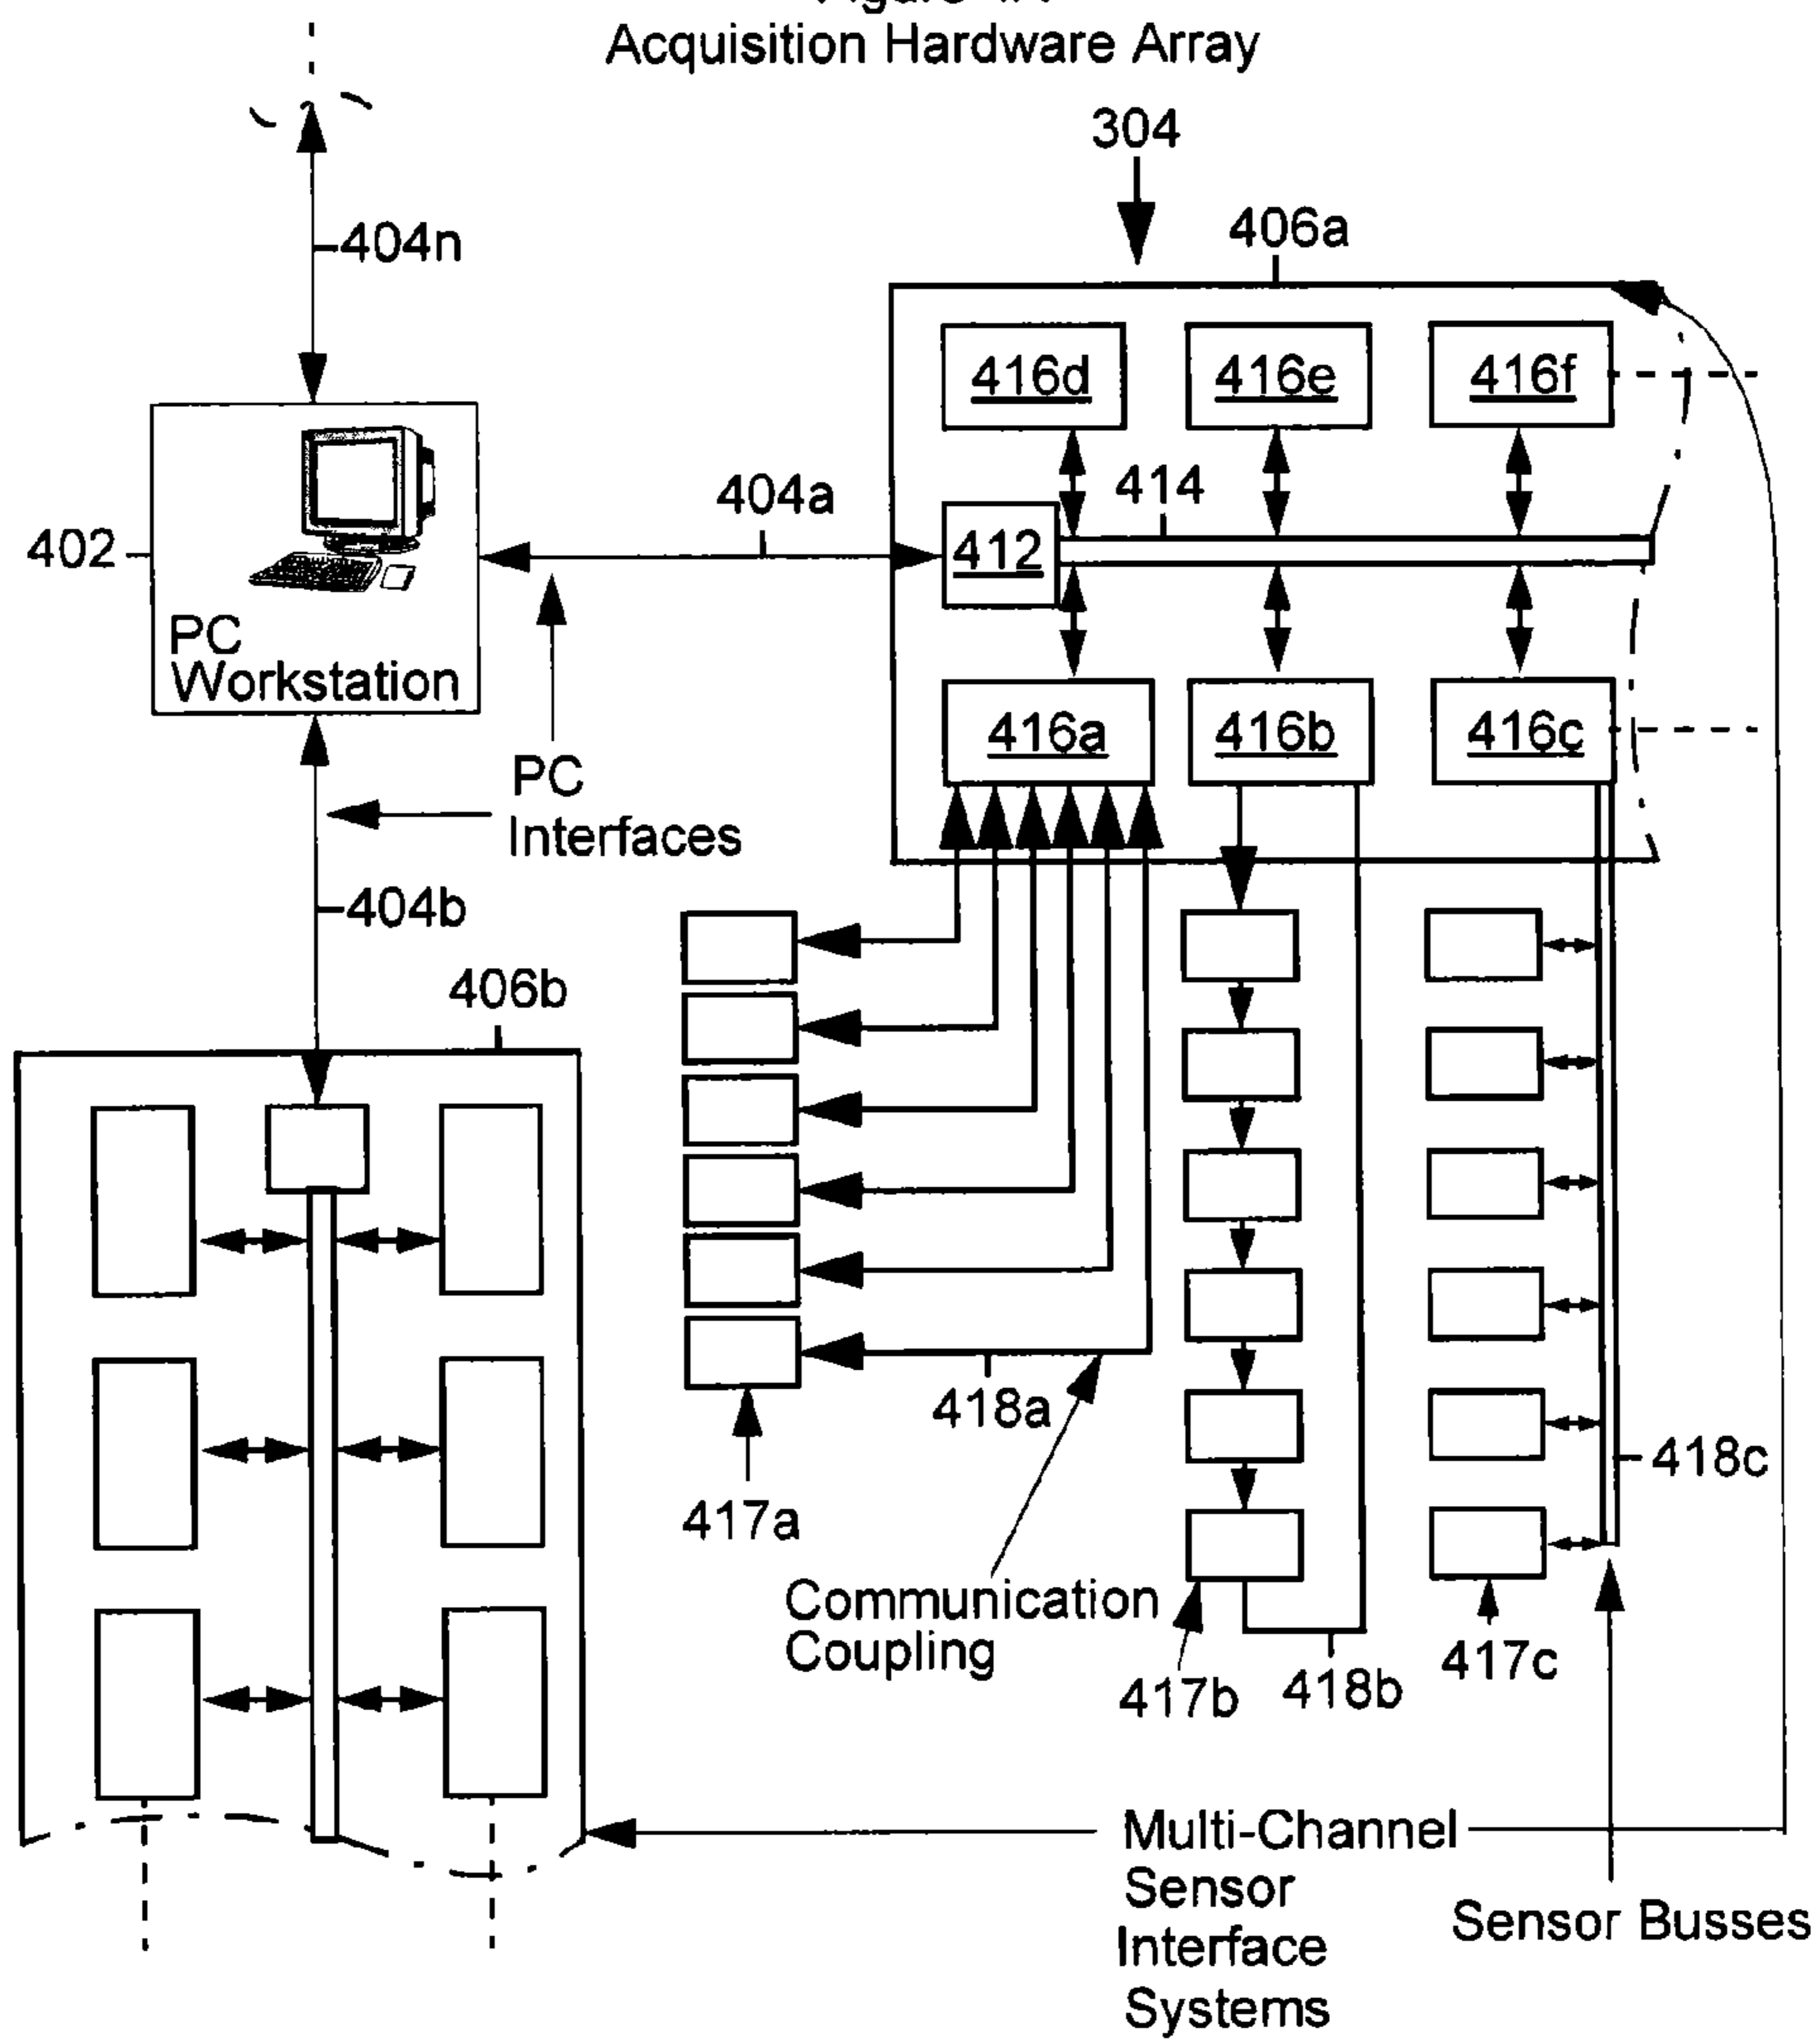 Acquisition Hardware Array
304
406a
404n
416d
416e
416f
404a
414
402
412
PC
Workstation
416a
416b
416c
PC
Interfaces
404b
406b
418a
418c
417a
Communication
Coupling
417b
418b
417c
Multi-Channel
Sensor
Interface
Systems
Sensor Busses